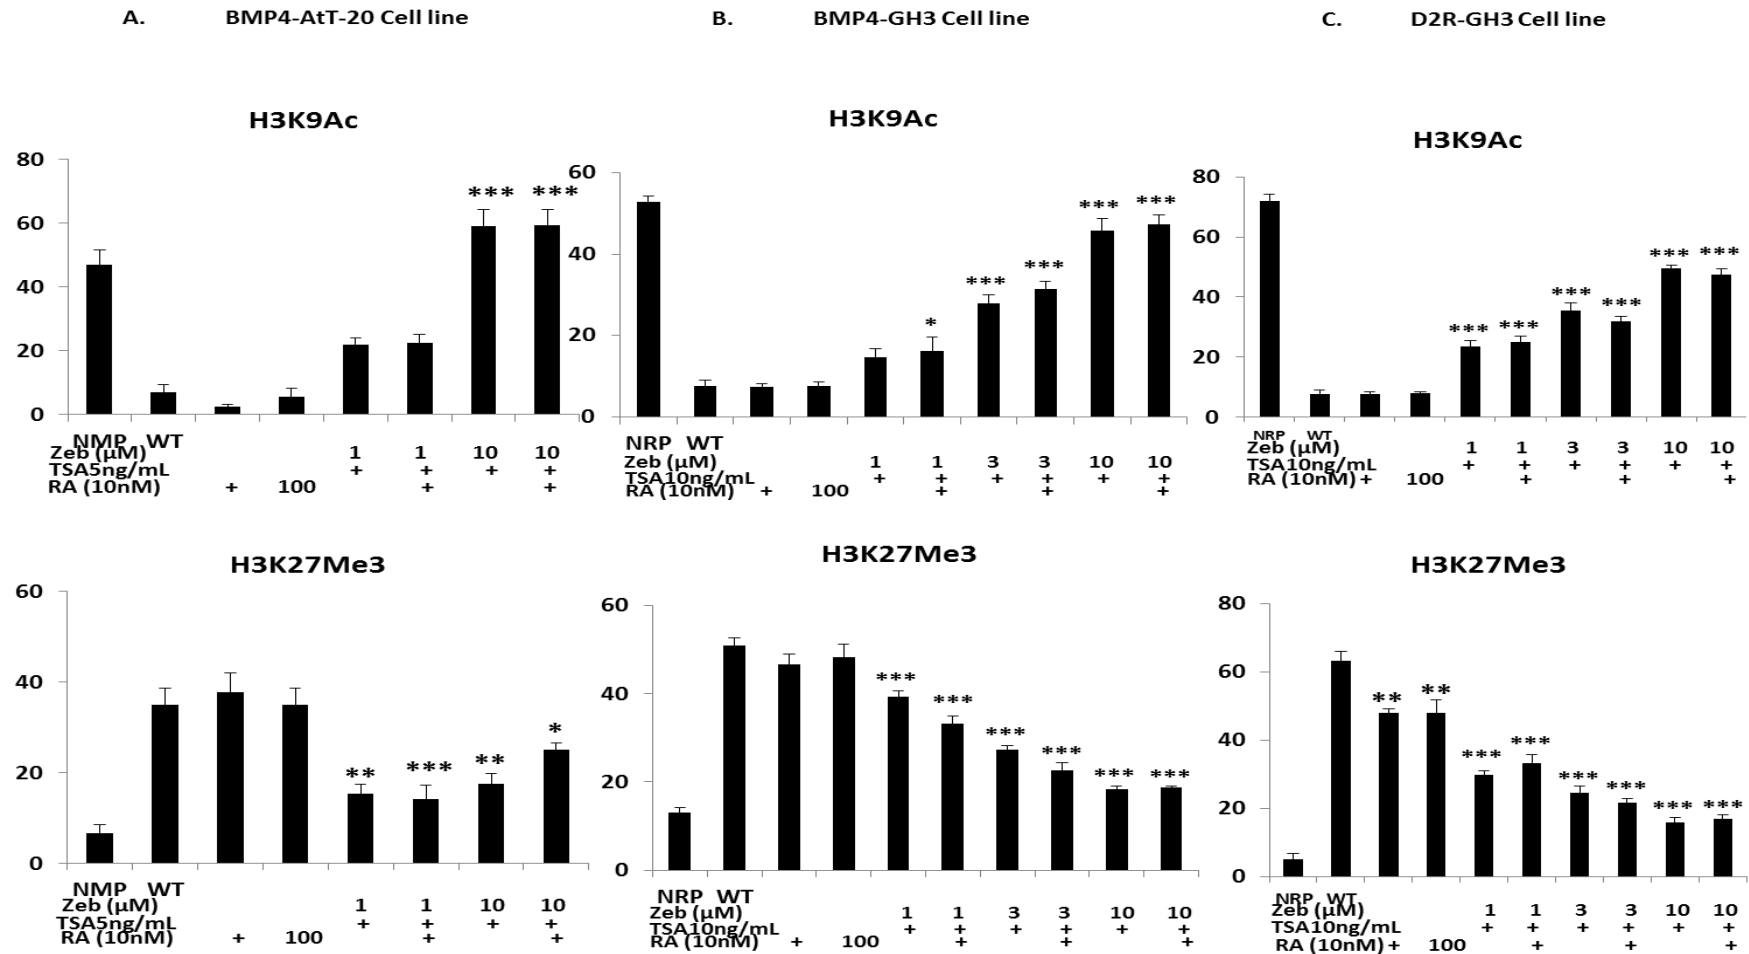 A. BMP4-AtT-20 Cell line
B. BMP4-GH3 Cell line
C. D2R-GH3 Cell line
H3K9Ac
80
60
40
20
0
*** ***
NMP WT
Zeb (μM) 1 1 10 10
TSA5ng/mL + + + +
RA (10nM) + 100 + +
H3K9Ac
60
40
20
0
* *** *** *** ***
NRP WT
Zeb (μM) 1 1 3 3 10 10
TSA10ng/mL + + + + + +
RA (10nM) + 100 + + +
H3K9Ac
80
60
40
20
0
*** *** *** *** *** ***
NRP WT
Zeb (μM) 1 1 3 3 10 10
TSA10ng/mL + + + + + +
RA (10nM) + 100 + + +
H3K27Me3
60
40
20
0
** *** ** *
NMP WT
Zeb (μM) 1 1 10 10
TSA5ng/mL + + + +
RA (10nM) + 100 + +
H3K27Me3
60
40
20
0
*** *** *** *** *** ***
NRP WT
Zeb (μM) 1 1 3 3 10 10
TSA10ng/mL + + + + + +
RA (10nM) + 100 + + +
H3K27Me3
80
60
40
20
0
** ** *** *** *** *** *** ***
NRP WT
Zeb (μM) 1 1 3 3 10 10
TSA10ng/mL + + + + + +
RA (10nM) + 100 + + +